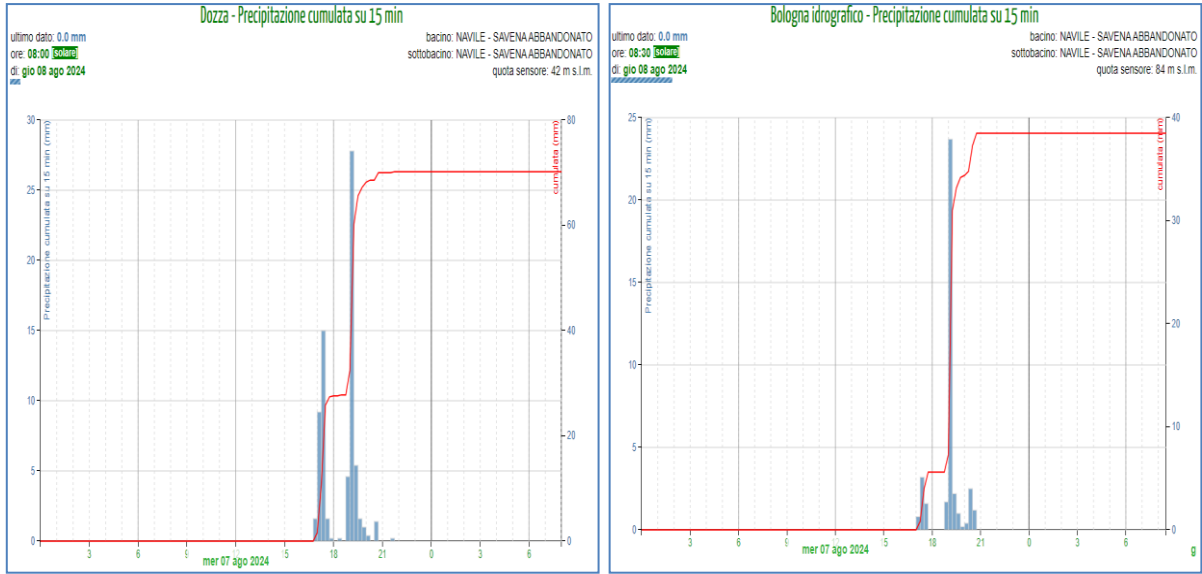 Dozza - Precipitazione cumulata su 15 min
ultimo dato: 0.0 mm
bacino: NAVILE - SAVENA ABBANDONATO
ore: 08:00 [solare]
sottobacino: NAVILE - SAVENA ABBANDONATO
di: gio 08 ago 2024
quota sensore: 42 m s.l.m.
Precipitazione cumulata su 15 min (mm)
cumulata (mm)
30
25
20
15
10
5
0
80
60
40
20
0
3
6
9
12
15
18
21
0
3
6
mer 07 ago 2024
Bologna idrografico - Precipitazione cumulata su 15 min
ultimo dato: 0.0 mm
bacino: NAVILE - SAVENA ABBANDONATO
ore: 08:30 [solare]
sottobacino: NAVILE - SAVENA ABBANDONATO
di: gio 08 ago 2024
quota sensore: 84 m s.l.m.
Precipitazione cumulata su 15 min (mm)
cumulata (mm)
25
20
15
10
5
0
40
30
20
10
0
3
6
9
12
15
18
21
0
3
6
mer 07 ago 2024
g